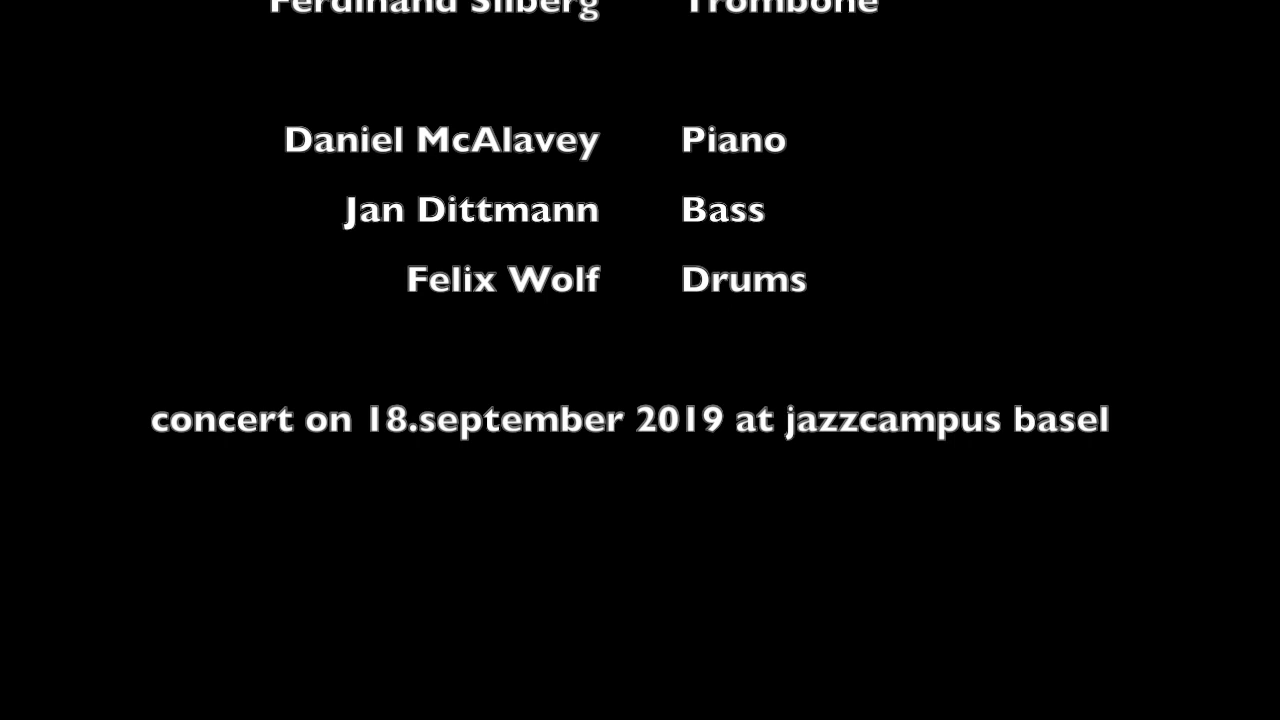 Ferdinand Silberg Trombone
Daniel McAlavey Piano
Jan Dittmann Bass
Felix Wolf Drums
concert on 18.september 2019 at jazzcampus basel